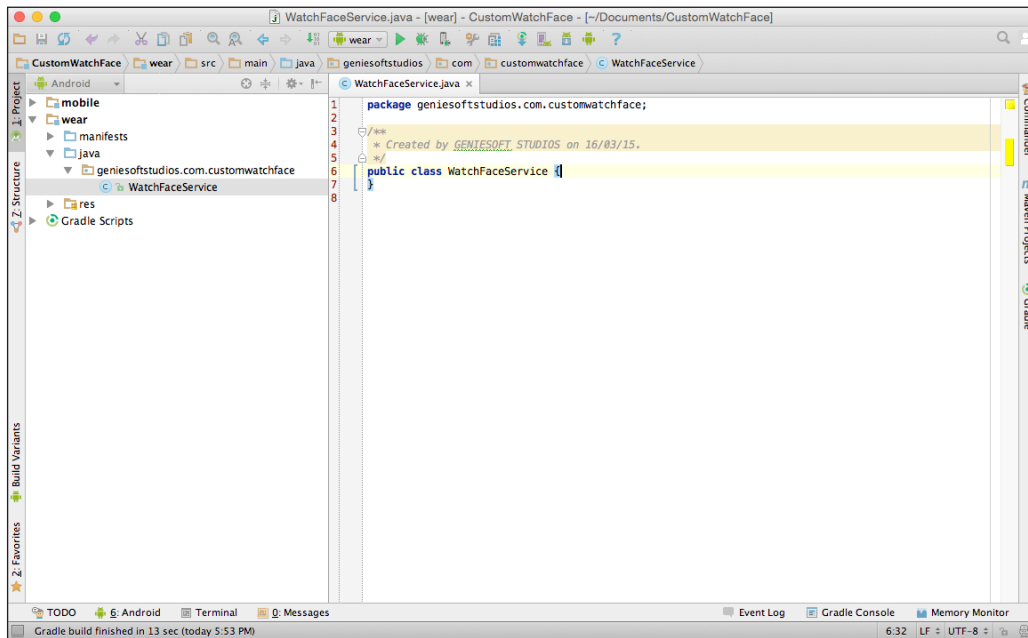 WatchFaceService.java - [wear] - CustomWatchFace - [~/Documents/CustomWatchFace]
wear
CustomWatchFace wear src main java geniesoftstudios com customwatchface WatchFaceService
1: Project
Android
WatchFaceService.java
mobile
wear
manifests
java
geniesoftstudios.com.customwatchface
WatchFaceService
res
Gradle Scripts
1 package geniesoftstudios.com.customwatchface;
2
3 /**
4 * Created by GENIESOFT STUDIOS on 16/03/15.
5 */
6 public class WatchFaceService {
7 }
8
Z: Structure
Build Variants
2: Favorites
Commander
Maven Projects
Gradle
TODO 6: Android Terminal 0: Messages Event Log Gradle Console Memory Monitor
Gradle build finished in 13 sec (today 5:53 PM) 6:32 LF UTF-8